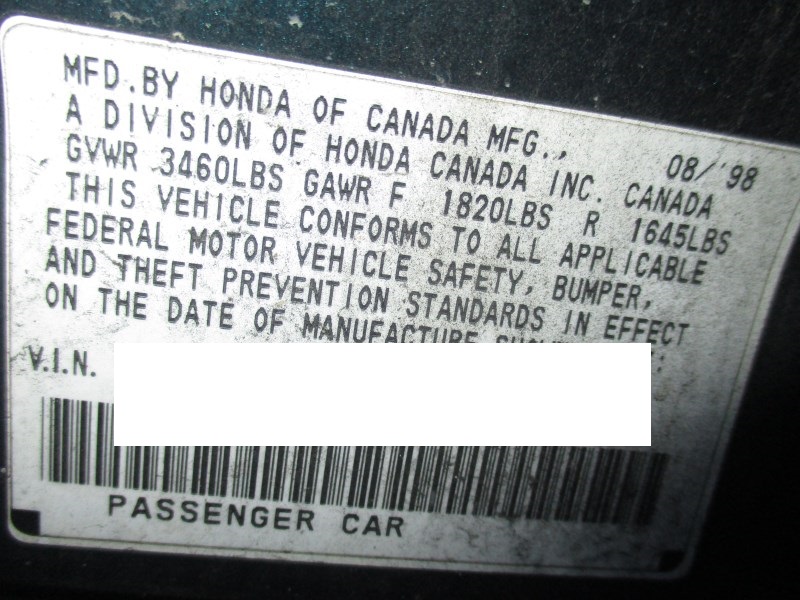 MFD. BY HONDA OF CANADA MFG., 08/'98
A DIVISION OF HONDA CANADA INC. CANADA
GVWR 3460LBS GAWR F 1820LBS R 1645LBS
THIS VEHICLE CONFORMS TO ALL APPLICABLE
FEDERAL MOTOR VEHICLE SAFETY, BUMPER,
AND THEFT PREVENTION STANDARDS IN EFFECT
ON THE DATE OF MANUFACTURE
V.I.N.
PASSENGER CAR